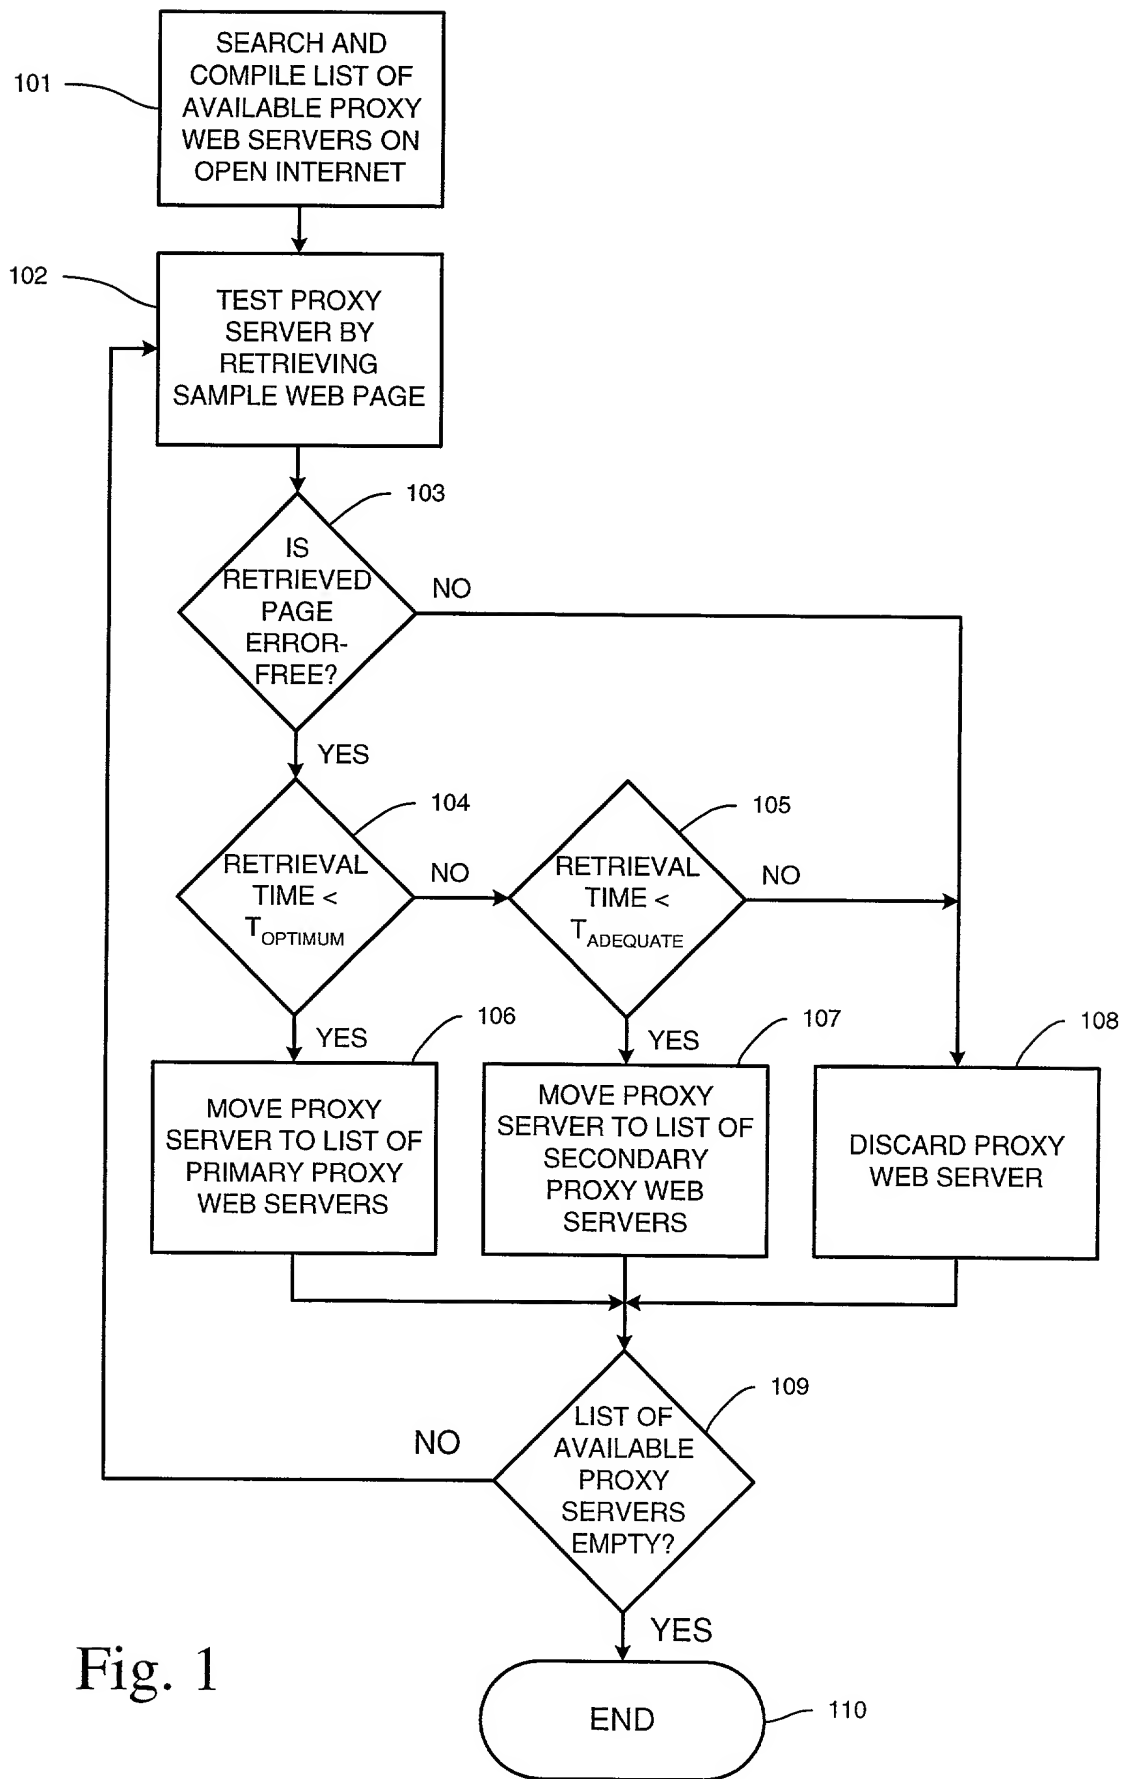 SEARCH AND
COMPILE LIST OF
AVAILABLE PROXY
WEB SERVERS ON
OPEN INTERNET
101
102
TEST PROXY
SERVER BY
RETRIEVING
SAMPLE WEB PAGE
103
IS
RETRIEVED
PAGE
ERROR-
FREE?
NO
YES
104
RETRIEVAL
TIME <
T OPTIMUM
NO
105
RETRIEVAL
TIME <
T ADEQUATE
NO
YES
106
YES
107
108
MOVE PROXY
SERVER TO LIST OF
PRIMARY PROXY
WEB SERVERS
MOVE PROXY
SERVER TO LIST OF
SECONDARY
PROXY WEB
SERVERS
DISCARD PROXY
WEB SERVER
109
LIST OF
AVAILABLE
PROXY
SERVERS
EMPTY?
NO
YES
END
110
Fig. 1